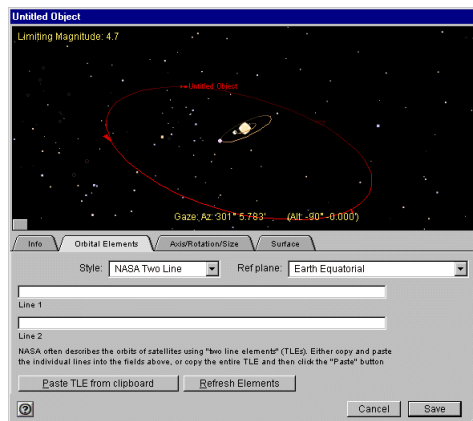 Untitled Object
Limiting Magnitude: 4.7
Untitled Object
Gaze: Az: 301° 5.783' (Alt: -90° -0.000')
Info Orbital Elements Axis/Rotation/Size Surface
Style: NASA Two Line Ref plane: Earth Equatorial
Line 1
Line 2
NASA often describes the orbits of satellites using "two line elements" (TLEs). Either copy and paste
the individual lines into the fields above, or copy the entire TLE and then click the "Paste" button
Paste TLE from clipboard Refresh Elements
? Cancel Save